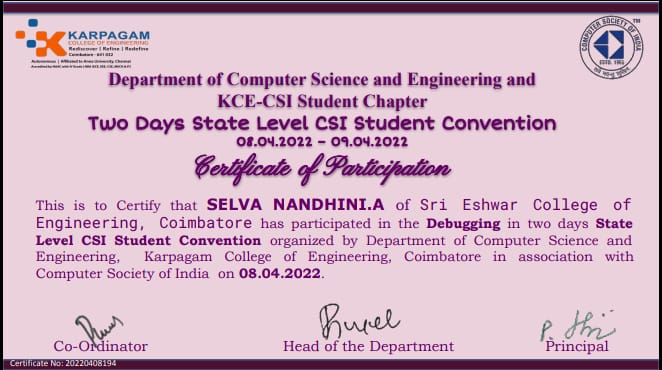 KARPAGAM
COLLEGE OF ENGINEERING
Rediscover | Refine | Redefine
Coimbatore - 641 032
Autonomous | Affiliated to Anna University, Chennai
COMPUTER SOCIETY OF INDIA
ESTD. 1965
TM
Department of Computer Science and Engineering and
KCE-CSI Student Chapter
Two Days State Level CSI Student Convention
08.04.2022 – 09.04.2022
Certificate of Participation
This is to Certify that SELVA NANDHINI.A of Sri Eshwar College of
Engineering, Coimbatore has participated in the Debugging in two days State
Level CSI Student Convention organized by Department of Computer Science and
Engineering, Karpagam College of Engineering, Coimbatore in association with
Computer Society of India on 08.04.2022.
Co-Ordinator
Head of the Department
Principal
Certificate No: 20220408194